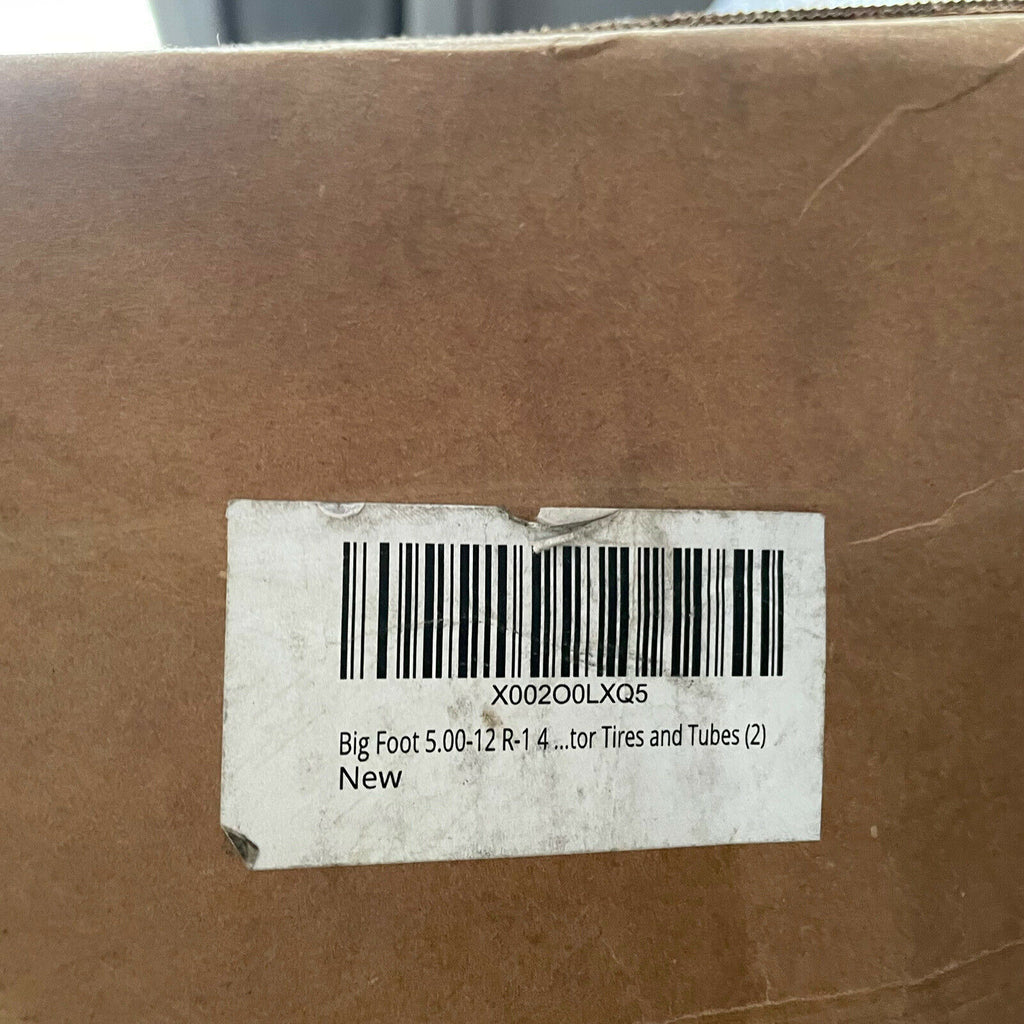 X002O0LXQ5
Big Foot 5.00-12 R-1 4 ...tor Tires and Tubes (2)
New